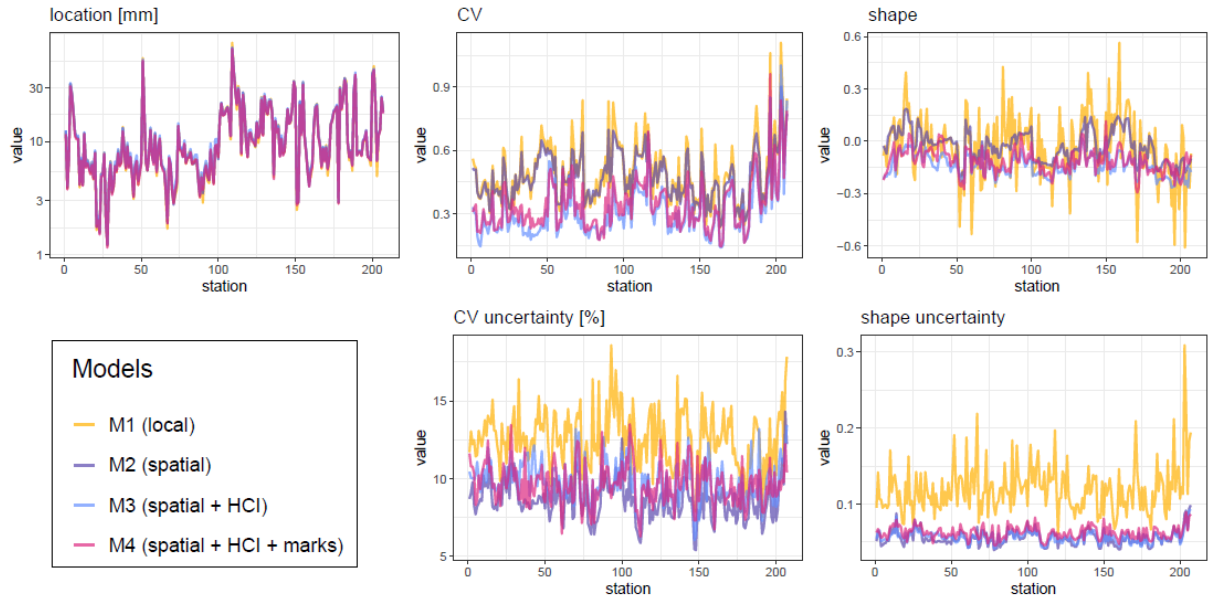 location [mm]
CV
shape
value
30
10
3
1
0
50
100
150
200
station
value
0.9
0.6
0.3
0
50
100
150
200
station
value
0.6
0.3
0.0
−0.3
−0.6
0
50
100
150
200
station
Models
M1 (local)
M2 (spatial)
M3 (spatial + HCI)
M4 (spatial + HCI + marks)
CV uncertainty [%]
value
15
10
5
0
50
100
150
200
station
shape uncertainty
value
0.3
0.2
0.1
0
50
100
150
200
station